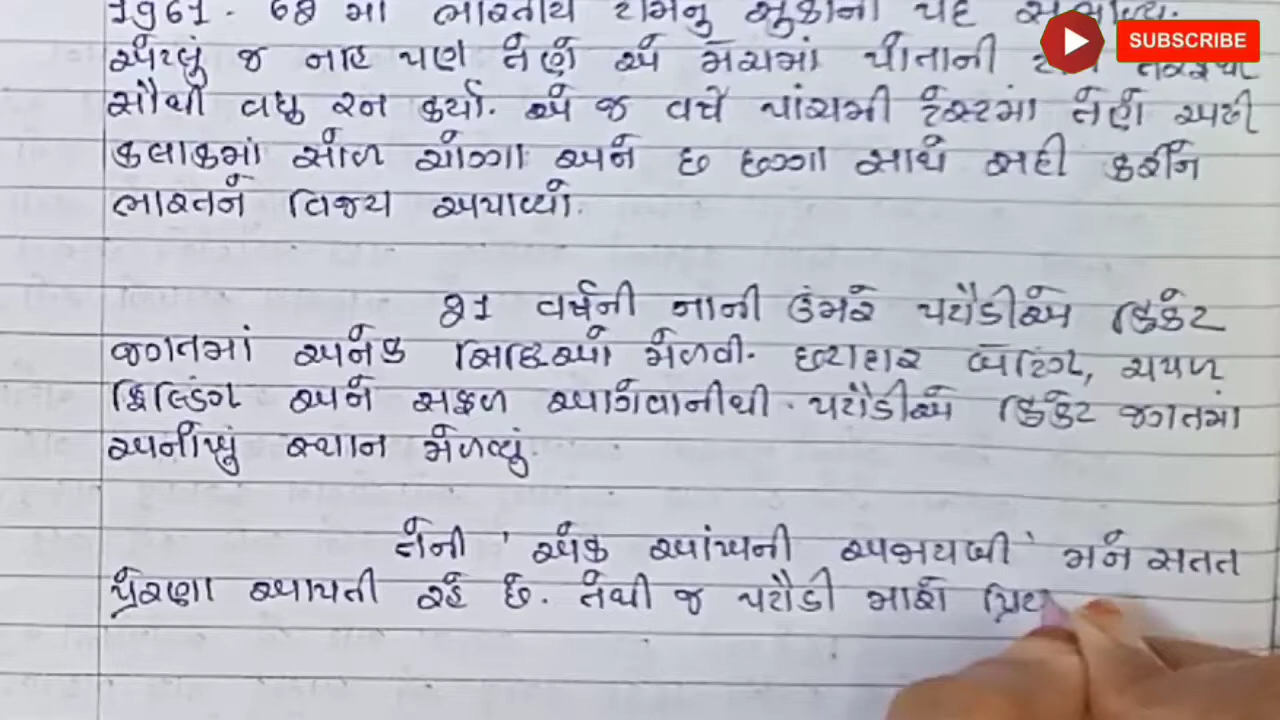 1961-62 માં ભારતીય ટીમનું સુકાની પદ
SUBSCRIBE
એટલું જ નહિ પણ તેણે એ મેચમાં પોતાની તરફથી
સૌથી વધુ રન કર્યા. એ જ વર્ષે પાંચમી ટેસ્ટમાં તેણે અઢી
કલાકમાં સોળ ચોગ્ગા અને છ છગ્ગા સાથે સદી કરીને
ભારતને વિજય અપાવ્યો.
21 વર્ષની નાની ઉંમરે પટૌડીએ ક્રિકેટ
જગતમાં અનેક સિદ્ધિઓ મેળવી. છટાદાર બેટિંગ, ચપળ
ફિલ્ડિંગ અને સફળ આગેવાનીથી પટૌડીએ ક્રિકેટ જગતમાં
અનોખું સ્થાન મેળવ્યું.
તેની 'એક આંખની અજાયબી' મને સતત
પ્રેરણા આપતી રહે છે. તેથી જ પટૌડી મારો પ્રિય